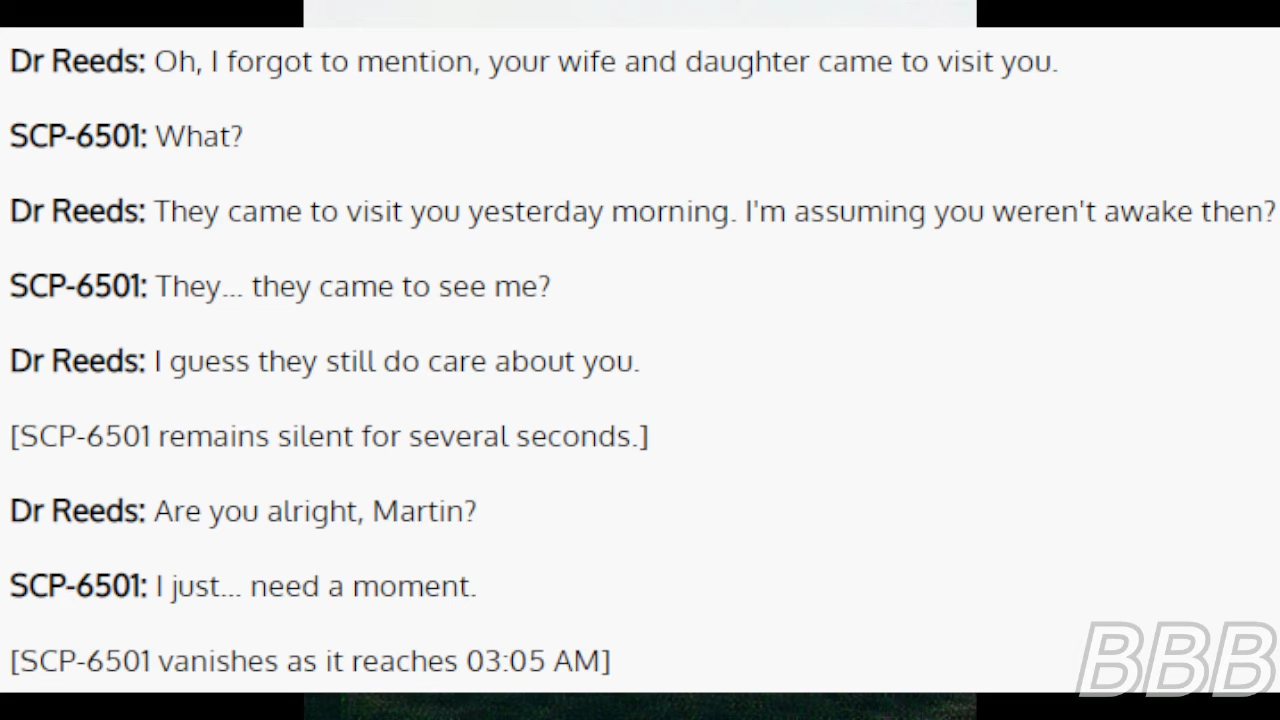 Dr Reeds: Oh, I forgot to mention, your wife and daughter came to visit you.
SCP-6501: What?
Dr Reeds: They came to visit you yesterday morning. I'm assuming you weren't awake then?
SCP-6501: They... they came to see me?
Dr Reeds: I guess they still do care about you.
[SCP-6501 remains silent for several seconds.]
Dr Reeds: Are you alright, Martin?
SCP-6501: I just... need a moment.
[SCP-6501 vanishes as it reaches 03:05 AM]
BBB